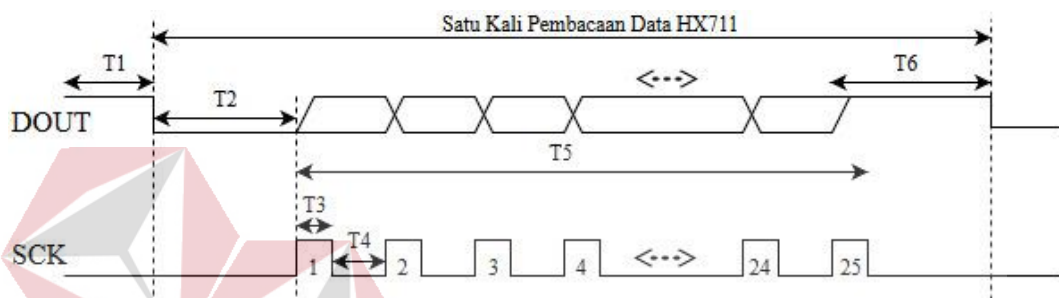 Satu Kali Pembacaan Data HX711
T1
T6
<--->
T2
DOUT
T5
T3
T4
SCK
1
2
3
4
<--->
24
25